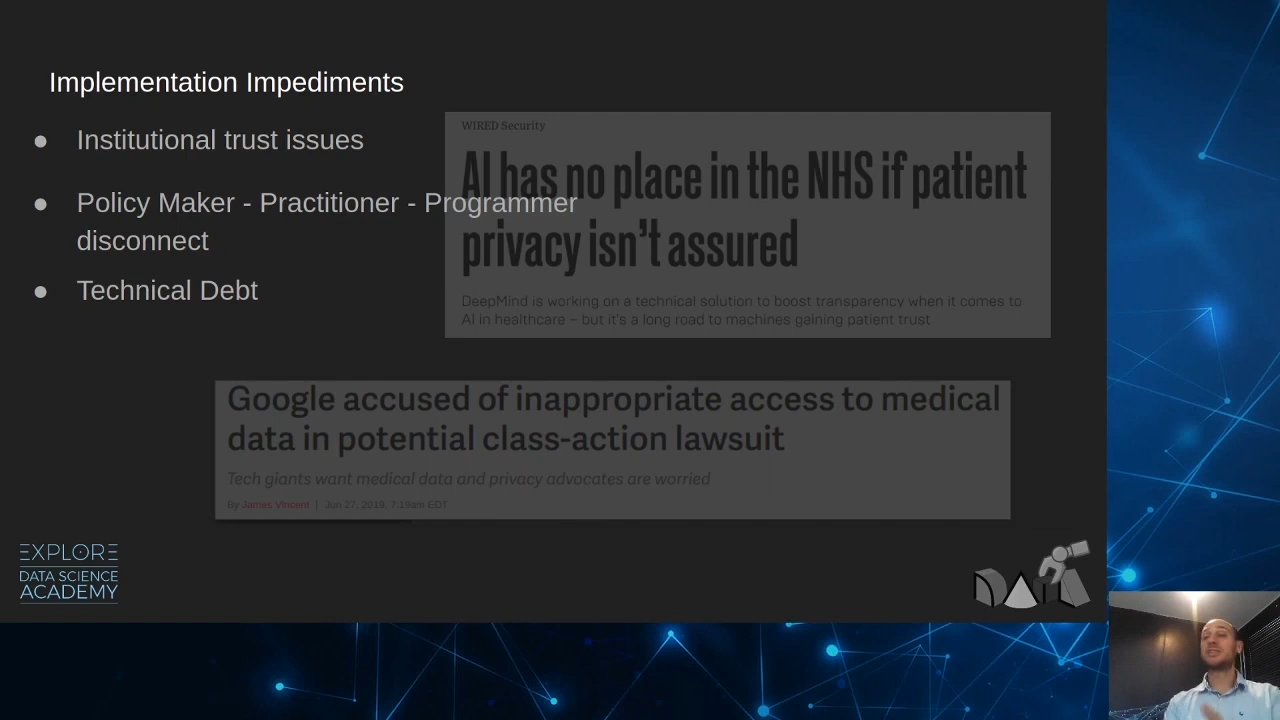 Implementation Impediments
● Institutional trust issues
● Policy Maker - Practitioner - Programmer
disconnect
● Technical Debt
WIRED Security
AI has no place in the NHS if patient
privacy isn't assured
DeepMind is working on a technical solution to boost transparency when it comes to
AI in healthcare – but it's a long road to machines gaining patient trust
Google accused of inappropriate access to medical
data in potential class-action lawsuit
Tech giants want medical data and privacy advocates are worried
By James Vincent | Jun 27, 2019, 7:19am EDT
EXPLORE
DATA SCIENCE
ACADEMY